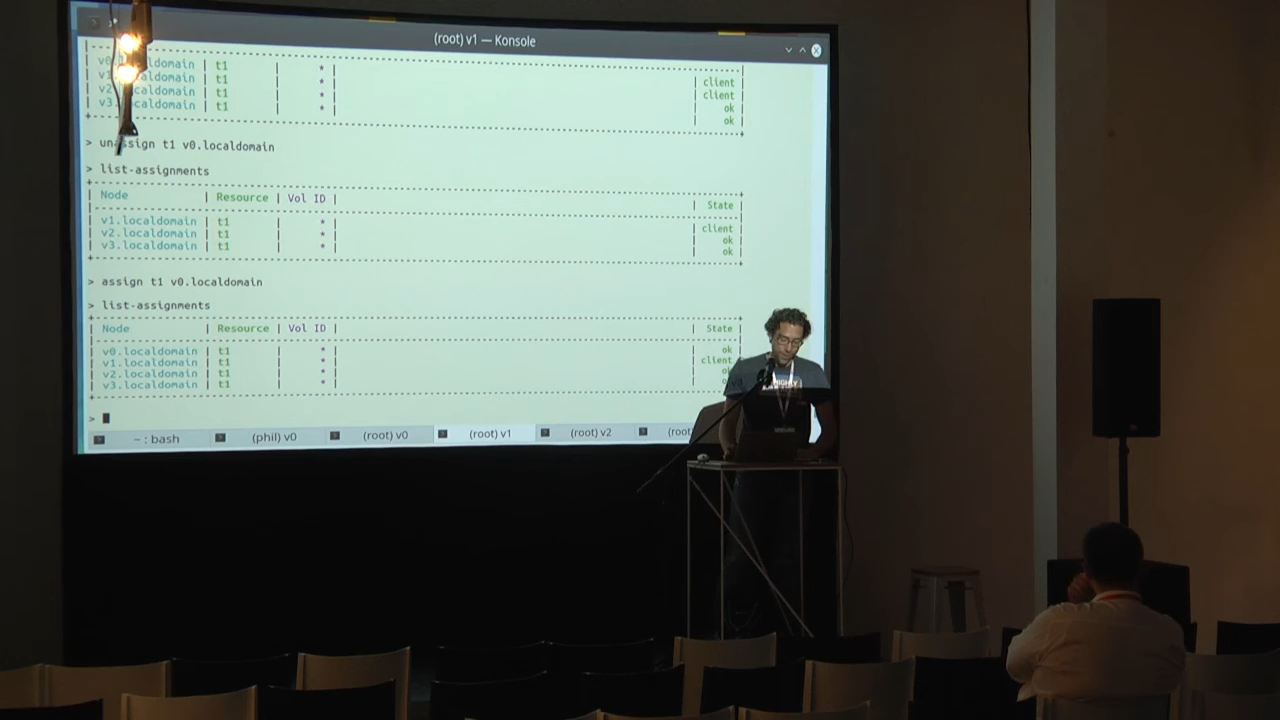 (root) v1 — Konsole
localdomain | t1 | * |
v1. localdomain | t1 | * | | client
v2. localdomain | t1 | * | | client
v3. localdomain | t1 | * | | ok
| ok
> unassign t1 v0.localdomain
> list-assignments
| Node | Resource | Vol ID | | State |
| v1.localdomain | t1 | * | | client |
| v2.localdomain | t1 | * | | ok |
| v3.localdomain | t1 | * | | ok |
> assign t1 v0.localdomain
> list-assignments
| Node | Resource | Vol ID | | State |
| v0.localdomain | t1 | * | | ok |
| v1.localdomain | t1 | * | | client |
| v2.localdomain | t1 | * |
| v3.localdomain | t1 | * |
>
~ : bash (phil) v0 (root) v0 (root) v1 (root) v2 (root